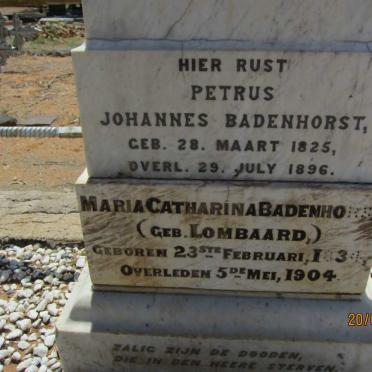 HIER RUST
PETRUS
JOHANNES BADENHORST,
GEB. 28. MAART 1825,
OVERL. 29. JULY 1896.
MARIA CATHARINA BADENHO
(GEB. LOMBAARD,)
GEBOREN 23STE FEBRUARI,
OVERLEDEN 5DE MEI, 1904.
ZALIG ZIJN DE DOODEN,
DIE IN DEN HEERE STERVEN.
20/